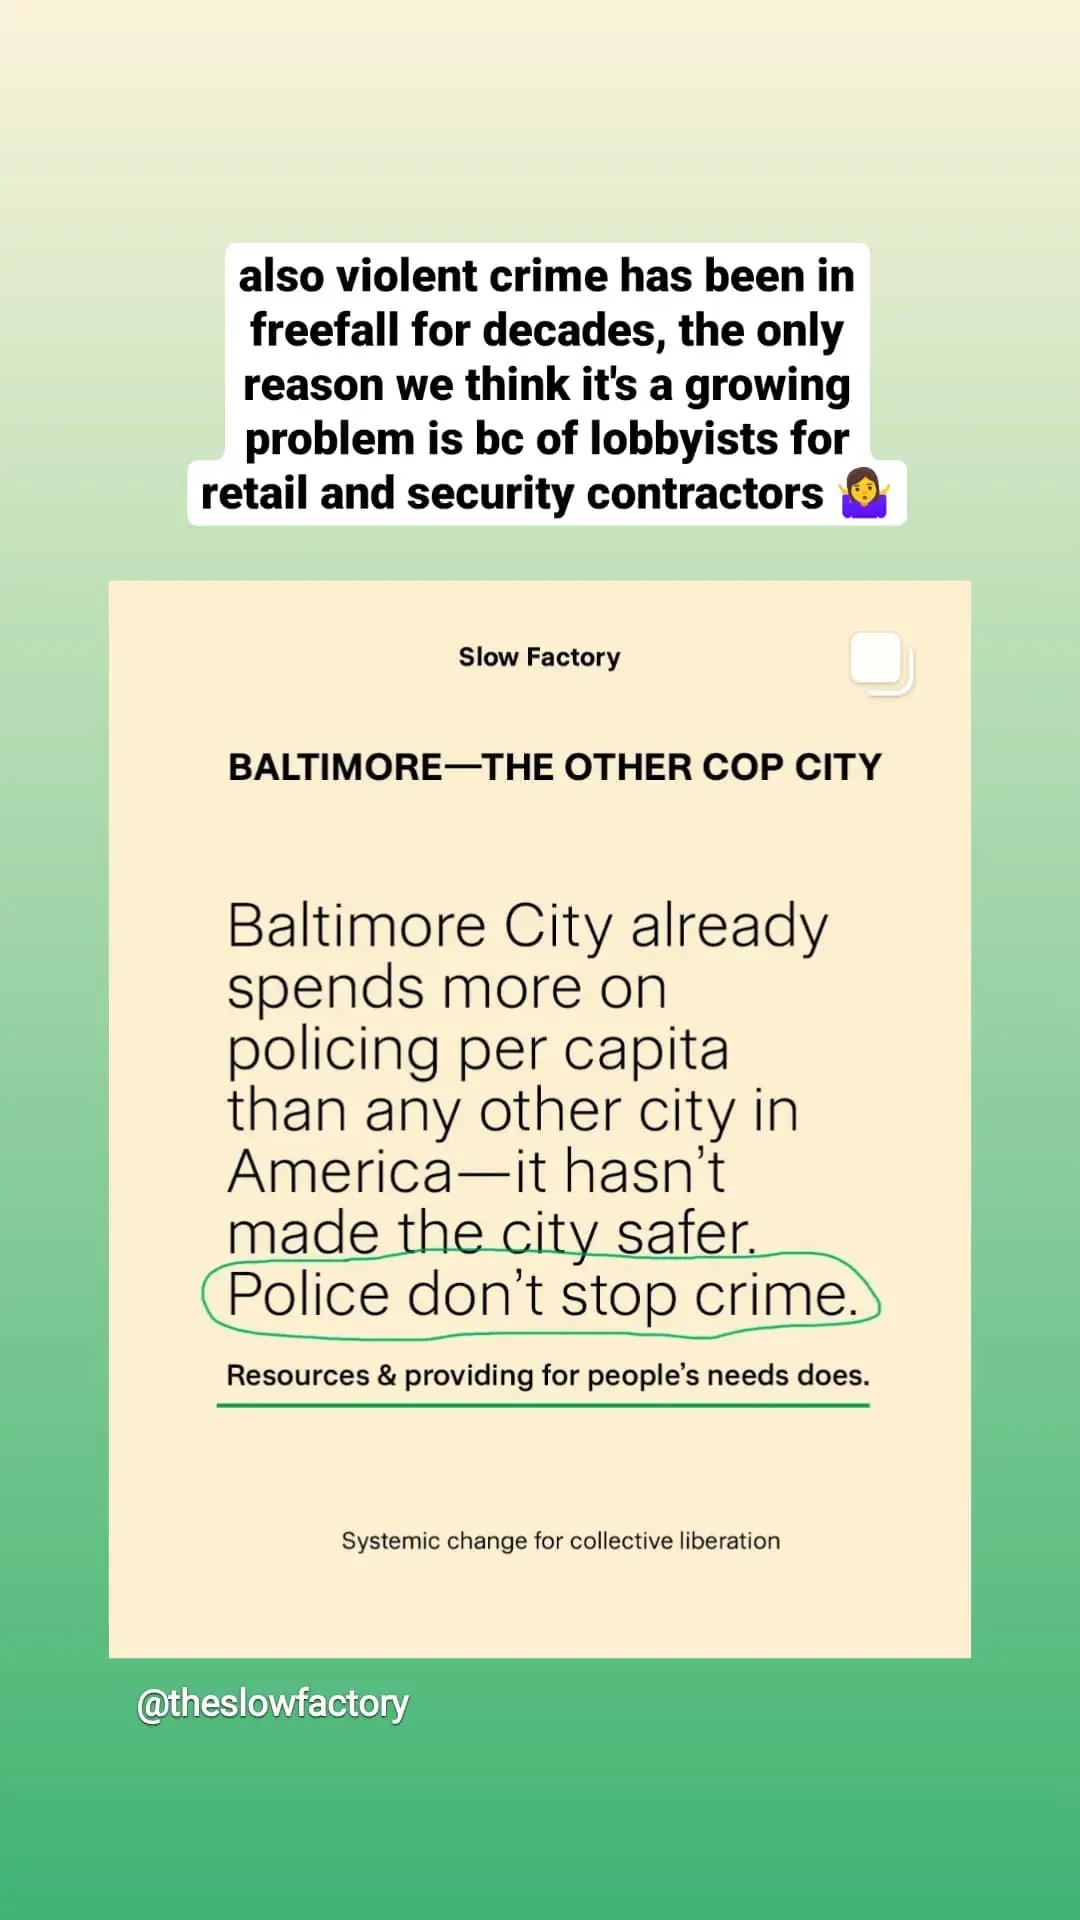 also violent crime has been in
freefall for decades, the only
reason we think it's a growing
problem is bc of lobbyists for
retail and security contractors 🤷‍♀️
Slow Factory
BALTIMORE—THE OTHER COP CITY
Baltimore City already
spends more on
policing per capita
than any other city in
America—it hasn’t
made the city safer.
Police don’t stop crime.
Resources & providing for people’s needs does.
Systemic change for collective liberation
@theslowfactory